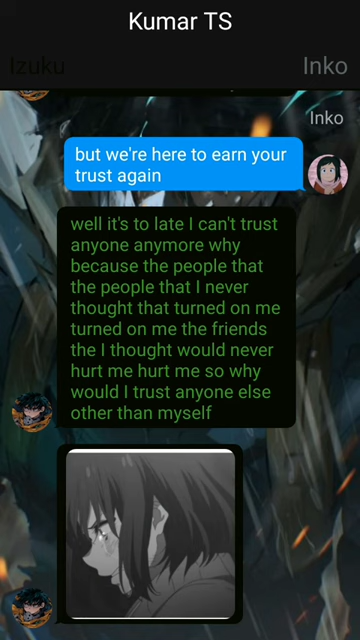 Kumar TS
Izuku
Inko
Inko
but we're here to earn your
trust again
well it's to late I can't trust
anyone anymore why
because the people that
the people that I never
thought that turned on me
turned on me the friends
the I thought would never
hurt me hurt me so why
would I trust anyone else
other than myself